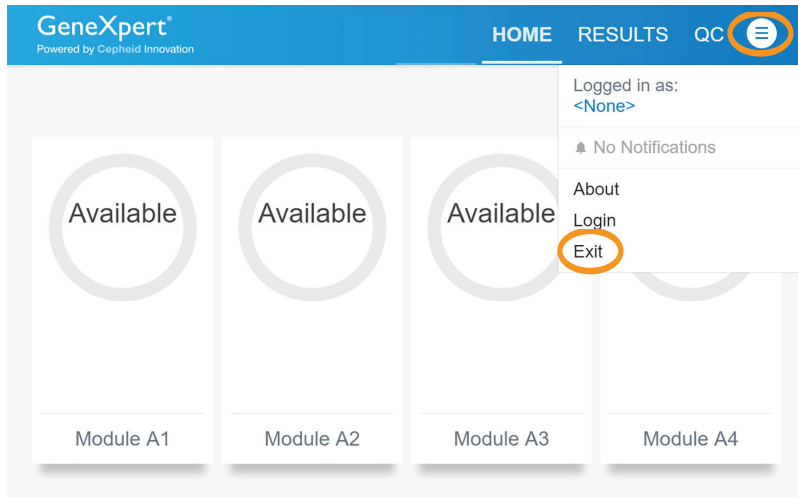 GeneXpert®
Powered by Cepheid Innovation
HOME RESULTS QC
Logged in as:
<None>
No Notifications
About
Login
Exit
Available Available Available
Module A1 Module A2 Module A3 Module A4